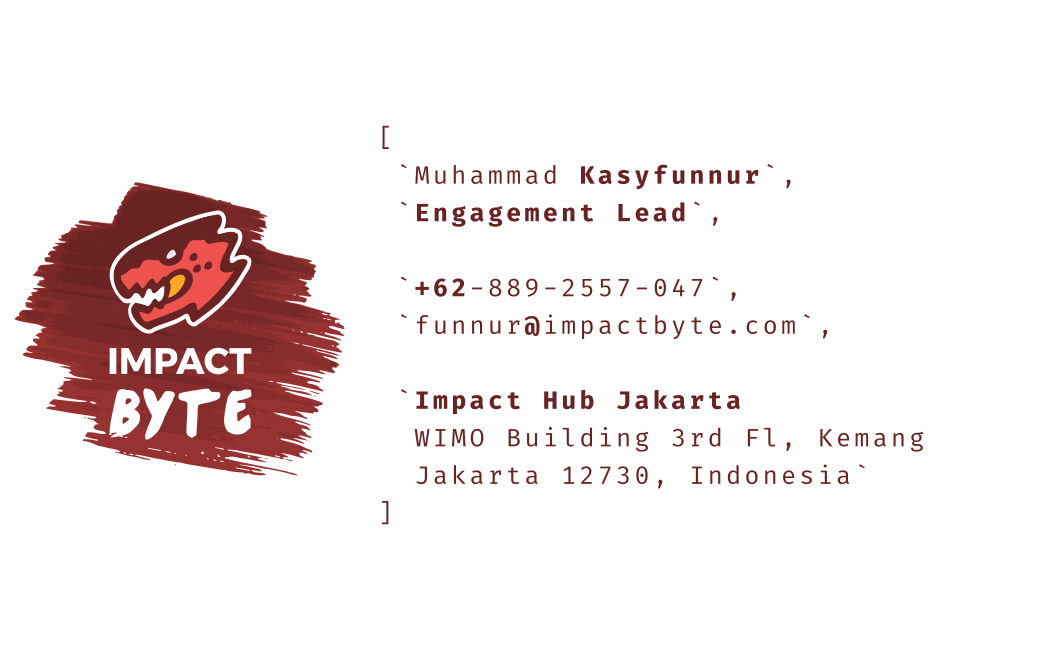 IMPACT
BYTE
[
`Muhammad Kasyfunnur`,
`Engagement Lead`,
`+62-889-2557-047`,
`funnur@impactbyte.com`,
`Impact Hub Jakarta
WIMO Building 3rd Fl, Kemang
Jakarta 12730, Indonesia`
]